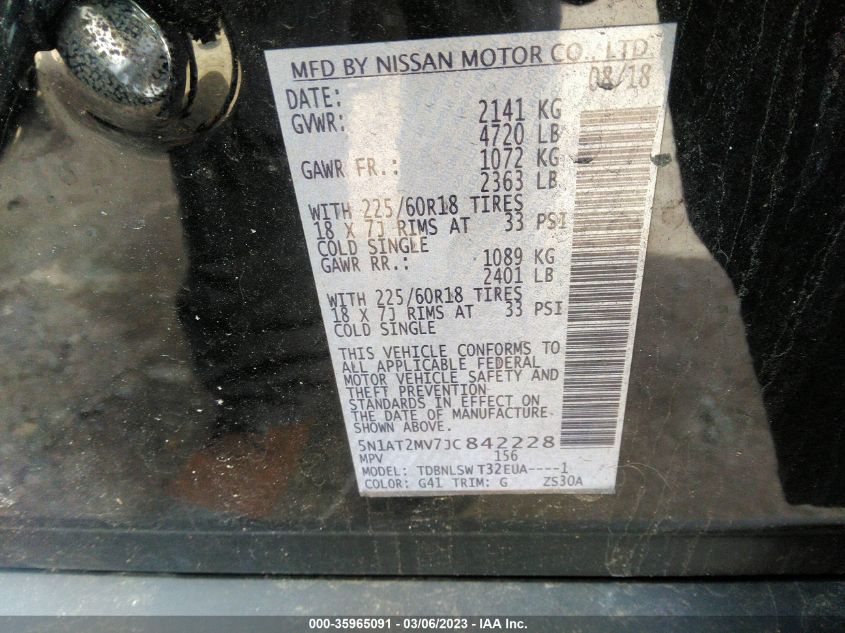 MFD BY NISSAN MOTOR CO., LTD.
DATE: 08/18
GVWR: 2141 KG
4720 LB
GAWR FR.: 1072 KG
2363 LB
WITH 225/60R18 TIRES
18 X 7J RIMS AT 33 PSI
COLD SINGLE
GAWR RR.: 1089 KG
2401 LB
WITH 225/60R18 TIRES
18 X 7J RIMS AT 33 PSI
COLD SINGLE
THIS VEHICLE CONFORMS TO
ALL APPLICABLE FEDERAL
MOTOR VEHICLE SAFETY AND
THEFT PREVENTION
STANDARDS IN EFFECT ON
THE DATE OF MANUFACTURE
SHOWN ABOVE.
5N1AT2MV7JC842228
MPV 156
MODEL: TDBNLSW T32EUA----1
COLOR: G41 TRIM: G ZS30A
000-35965091 - 03/06/2023 - IAA Inc.